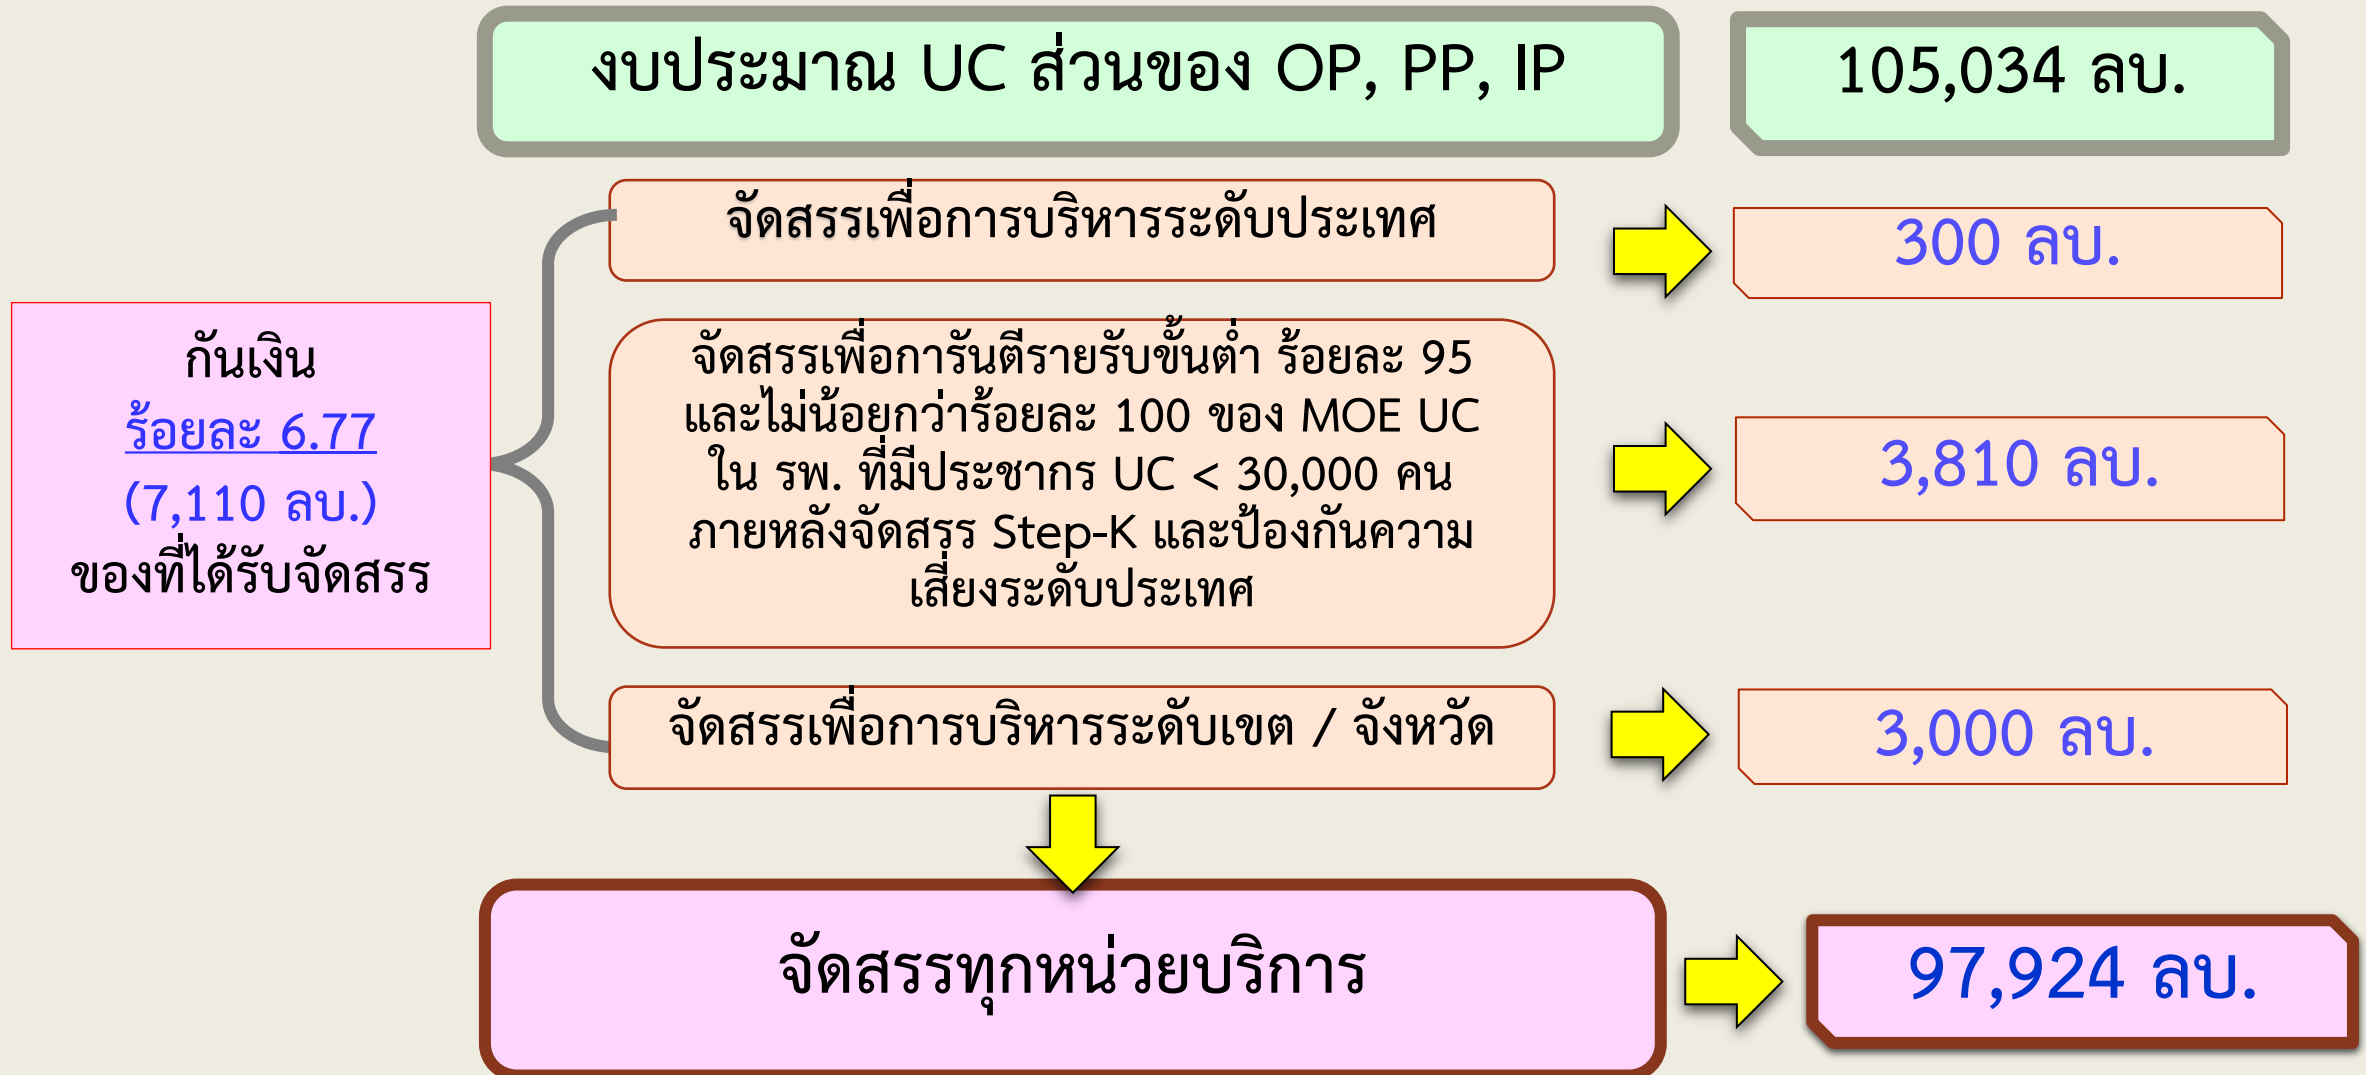 งบประมาณ UC ส่วนของ OP, PP, IP
105,034 ลบ.
จัดสรรเพื่อการบริหารระดับประเทศ
300 ลบ.
กันเงิน
ร้อยละ 6.77
(7,110 ลบ.)
ของที่ได้รับจัดสรร
จัดสรรเพื่อการันตีรายรับขั้นต่ำ ร้อยละ 95
และไม่น้อยกว่าร้อยละ 100 ของ MOE UC
ใน รพ. ที่มีประชากร UC < 30,000 คน
ภายหลังจัดสรร Step-K และป้องกันความ
เสี่ยงระดับประเทศ
3,810 ลบ.
จัดสรรเพื่อการบริหารระดับเขต / จังหวัด
3,000 ลบ.
จัดสรรทุกหน่วยบริการ
97,924 ลบ.